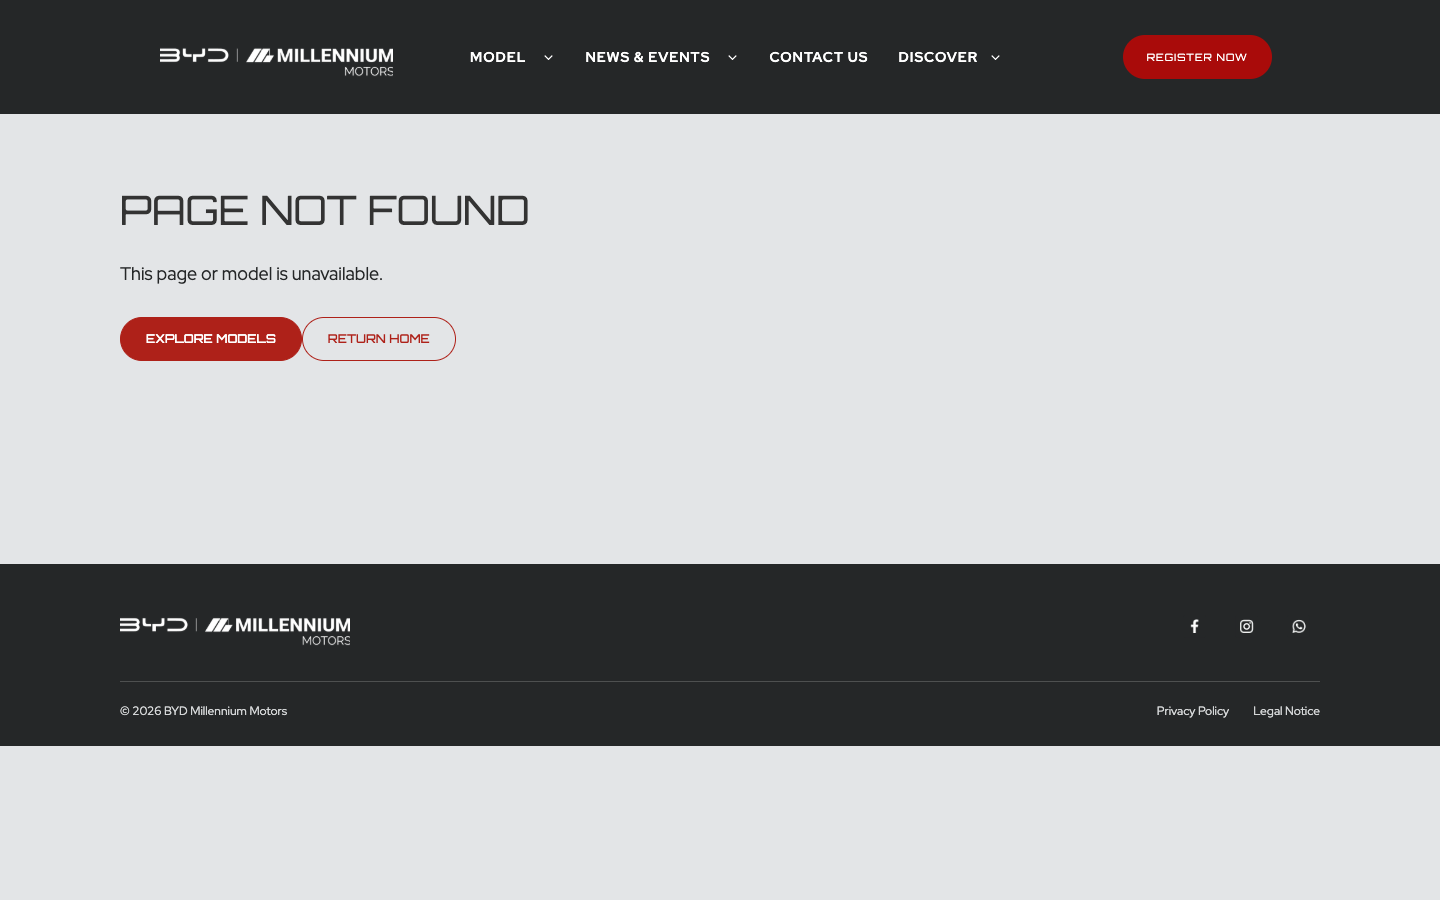 BYD | MILLENNIUM
MOTORS
MODEL
NEWS & EVENTS
CONTACT US
DISCOVER
REGISTER NOW
PAGE NOT FOUND
This page or model is unavailable.
EXPLORE MODELS
RETURN HOME
BYD | MILLENNIUM
MOTORS
© 2026 BYD Millennium Motors
Privacy Policy
Legal Notice